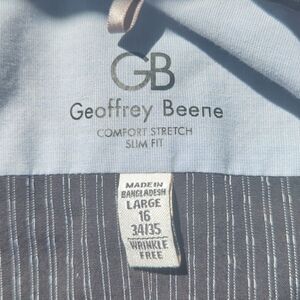 GB
Geoffrey Beene
COMFORT STRETCH
SLIM FIT
MADE IN
BANGLADESH
LARGE
16
34/35
WRINKLE
FREE